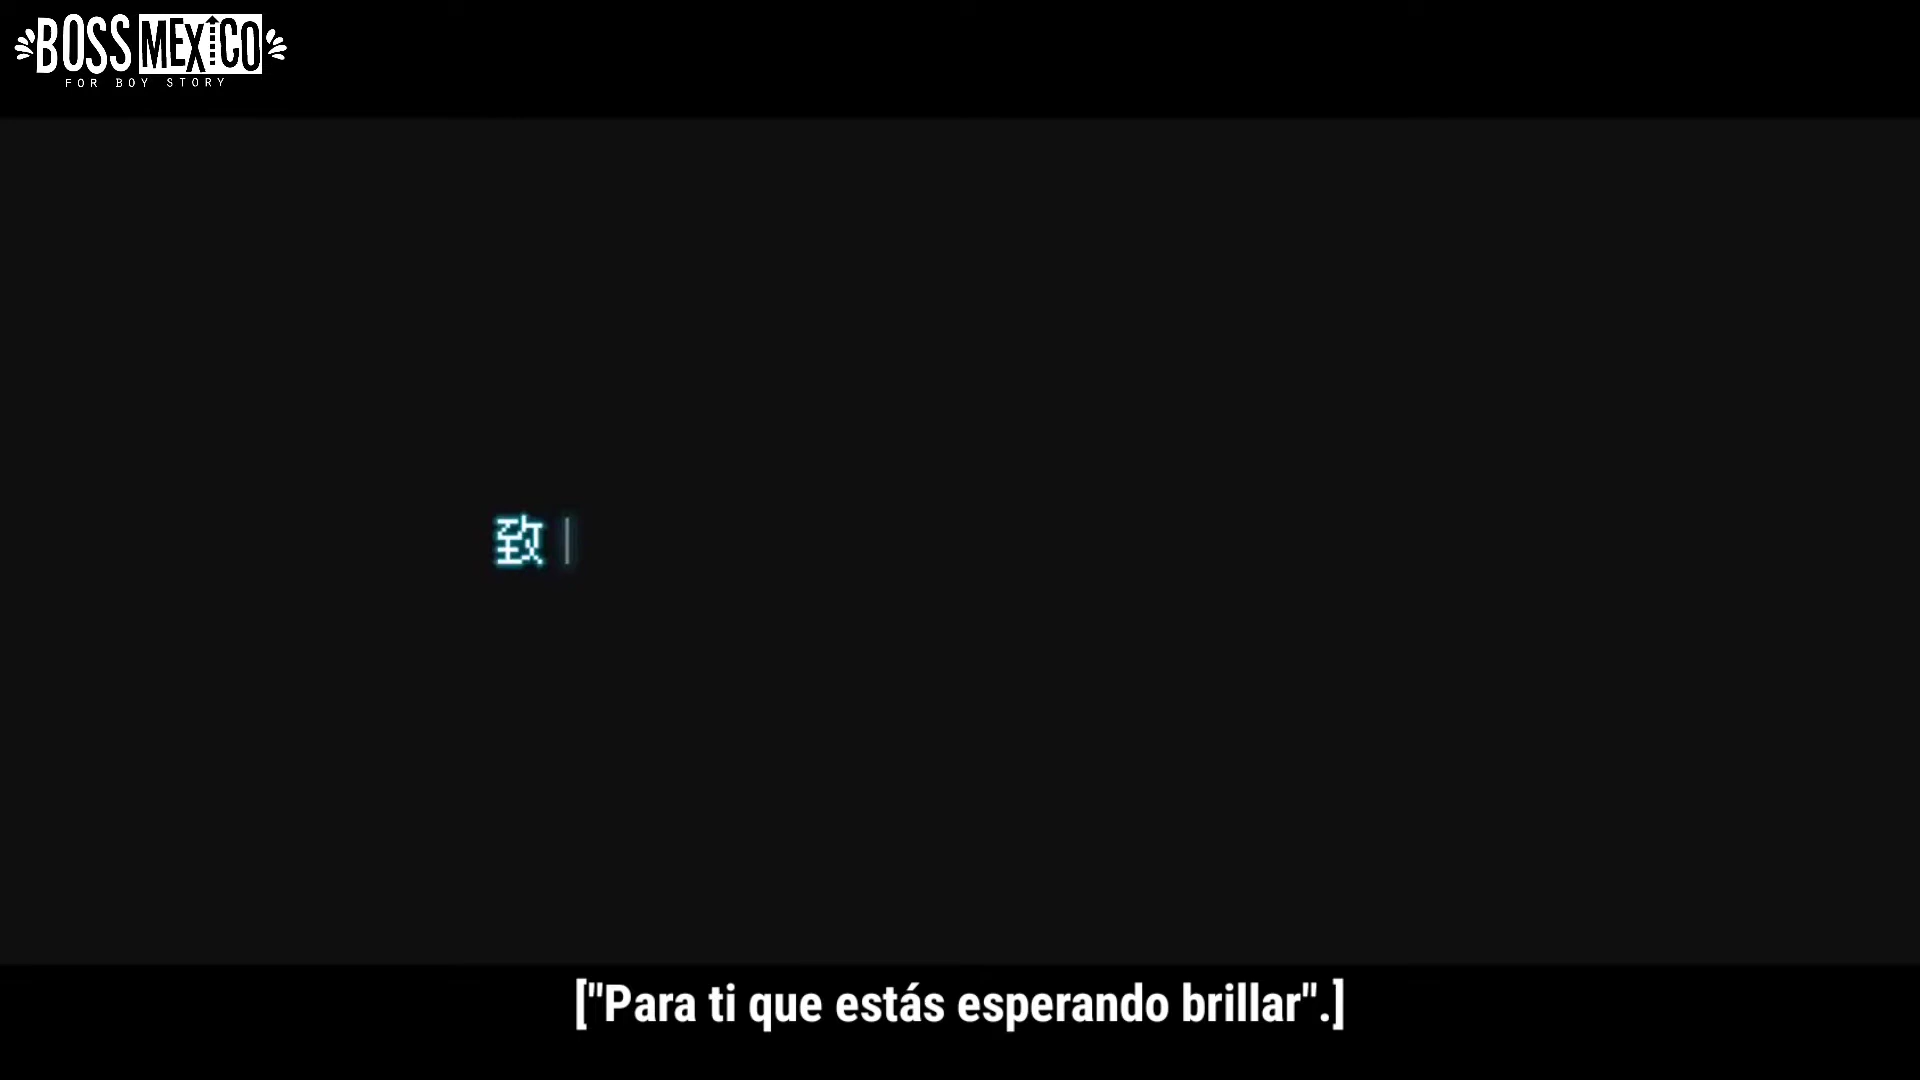 BOSS MEXICO
FOR BOY STORY
致
["Para ti que estás esperando brillar".]